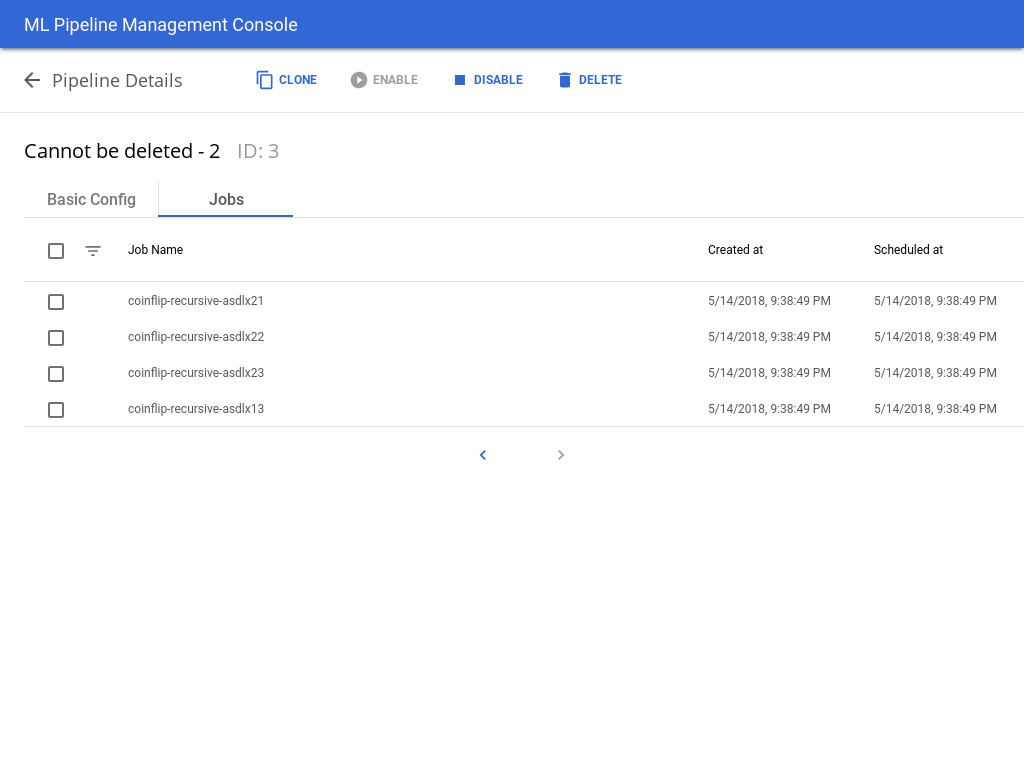 ML Pipeline Management Console
Pipeline Details CLONE ENABLE DISABLE DELETE
Cannot be deleted - 2 ID: 3
Basic Config Jobs
Job Name Created at Scheduled at
coinflip-recursive-asdlx21 5/14/2018, 9:38:49 PM 5/14/2018, 9:38:49 PM
coinflip-recursive-asdlx22 5/14/2018, 9:38:49 PM 5/14/2018, 9:38:49 PM
coinflip-recursive-asdlx23 5/14/2018, 9:38:49 PM 5/14/2018, 9:38:49 PM
coinflip-recursive-asdlx13 5/14/2018, 9:38:49 PM 5/14/2018, 9:38:49 PM